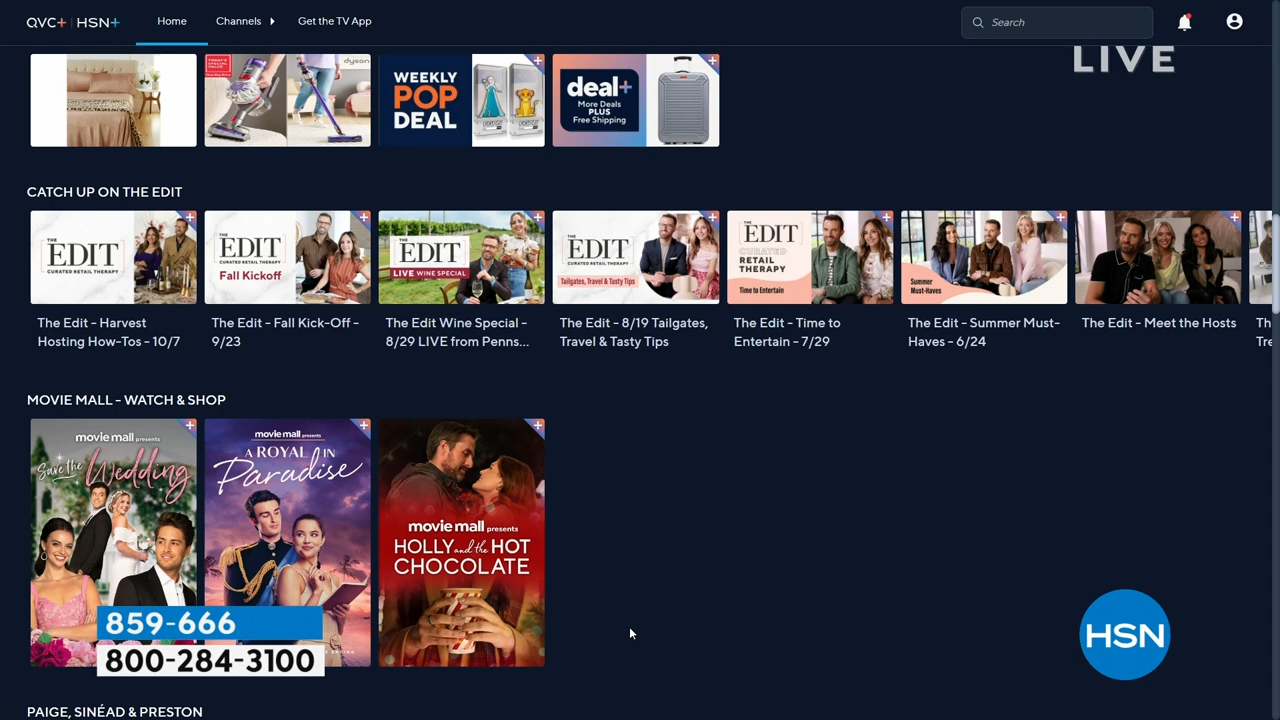 QVC+ | HSN+
Home
Channels
Get the TV App
Search
LIVE
TODAY'S
SPECIAL
VALUE
dyson
WEEKLY
POP
DEAL
deal+
More Deals
PLUS
Free Shipping
CATCH UP ON THE EDIT
THE
EDIT
CURATED RETAIL THERAPY
THE
EDIT
CURATED RETAIL THERAPY
Fall Kickoff
THE
EDIT
LIVE WINE SPECIAL
THE
EDIT
CURATED RETAIL THERAPY
Tailgates, Travel & Tasty Tips
THE
EDIT
CURATED
RETAIL
THERAPY
Time to Entertain
Summer
Must-Haves
The Edit - Harvest
Hosting How-Tos - 10/7
The Edit - Fall Kick-Off -
9/23
The Edit Wine Special -
8/29 LIVE from Penns...
The Edit - 8/19 Tailgates,
Travel & Tasty Tips
The Edit - Time to
Entertain - 7/29
The Edit - Summer Must-
Haves - 6/24
The Edit - Meet the Hosts
MOVIE MALL - WATCH & SHOP
movie mall presents
Save the Wedding
movie mall presents
A ROYAL IN
Paradise
movie mall presents
HOLLY and the HOT
CHOCOLATE
859-666
800-284-3100
HSN
PAIGE, SINÉAD & PRESTON